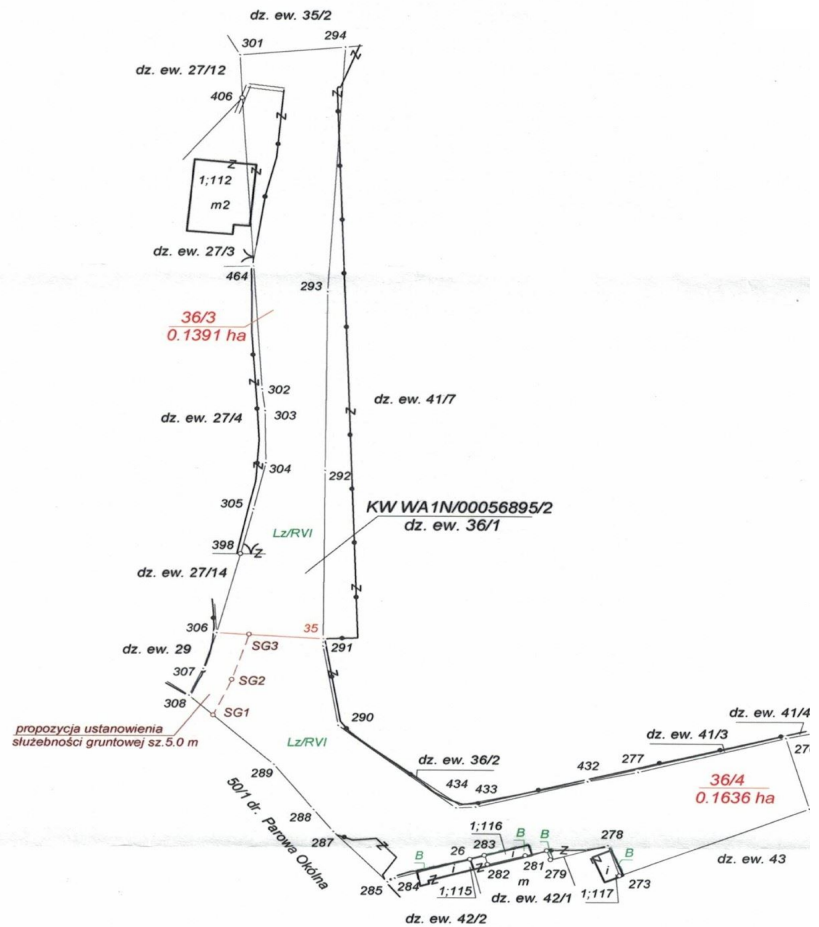 dz. ew. 35/2
301
294
dz. ew. 27/12
406
1;112
m2
dz. ew. 27/3
464
293
36/3
0.1391 ha
302
303
dz. ew. 41/7
dz. ew. 27/4
304
292
305
KW WA1N/00056895/2
dz. ew. 36/1
Lz/RVI
398
dz. ew. 27/14
306
35
291
SG3
dz. ew. 29
307
SG2
308
SG1
propozycja ustanowienia
służebności gruntowej sz.5.0 m
290
dz. ew. 41/4
dz. ew. 41/3
Lz/RVI
dz. ew. 36/2
432
277
289
434
433
36/4
0.1636 ha
50/1 dr. Parowa Okólna
288
287
1;116
B
B
278
26
283
B
i
281
279
B
dz. ew. 43
285
284
i
282
m
i
273
1;115
dz. ew. 42/1
1;117
dz. ew. 42/2